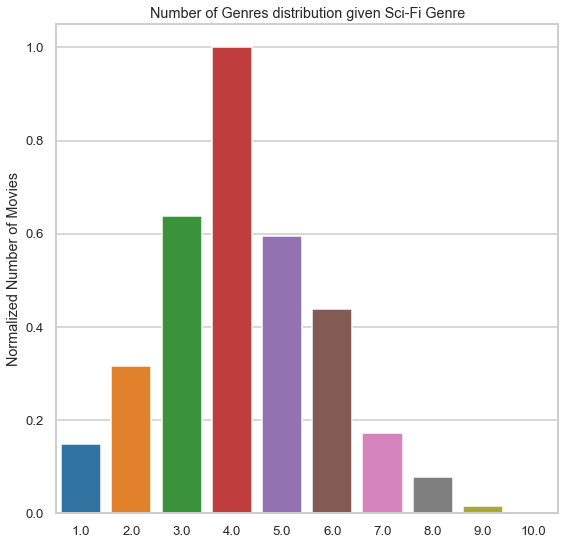 Number of Genres distribution given Sci-Fi Genre
Normalized Number of Movies
1.0
0.8
0.6
0.4
0.2
0.0
1.0 2.0 3.0 4.0 5.0 6.0 7.0 8.0 9.0 10.0